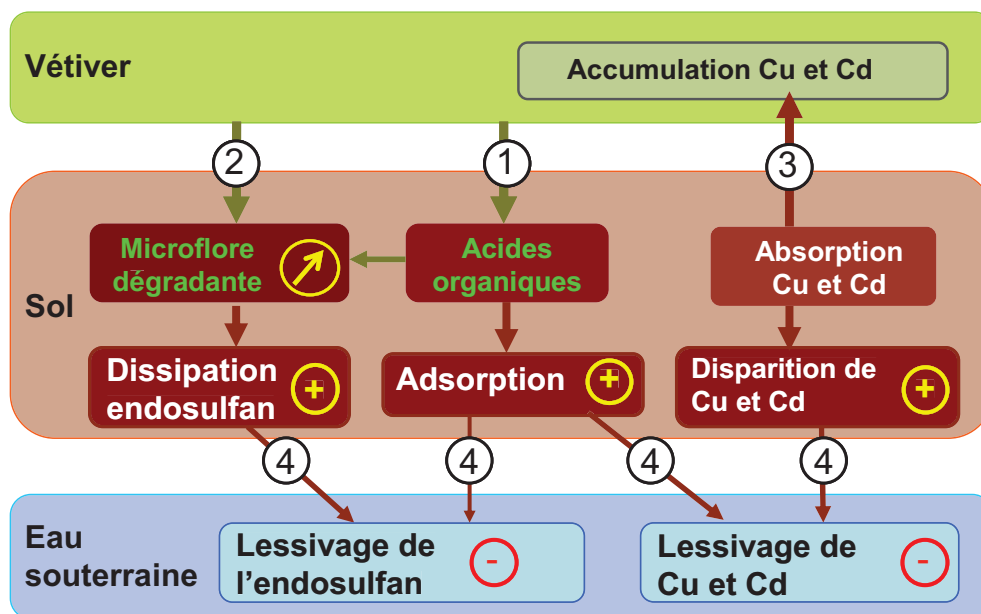 Vétiver
Accumulation Cu et Cd
2
1
3
Microflore
dégradante
Acides
organiques
Absorption
Cu et Cd
Sol
Dissipation
endosulfan
+
Adsorption
+
Disparition de
Cu et Cd
+
4
4
4
4
Eau
souterraine
Lessivage de
l'endosulfan
-
Lessivage de
Cu et Cd
-